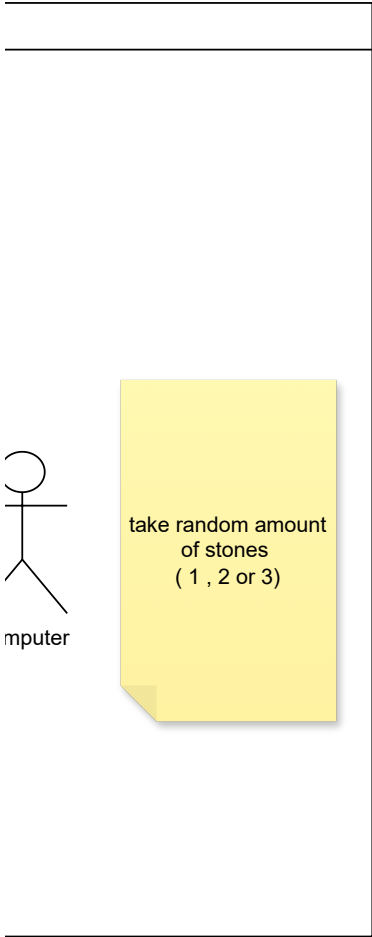 take random amount
of stones
( 1 , 2 or 3)
mputer